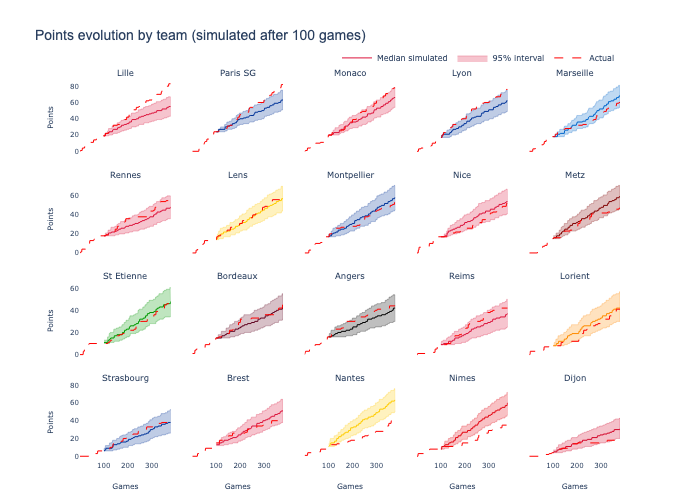 Points evolution by team (simulated after 100 games)
Median simulated 95% interval Actual
Lille Paris SG Monaco Lyon Marseille
80
60
40
20
0
Points
Rennes Lens Montpellier Nice Metz
60
40
20
0
Points
St Etienne Bordeaux Angers Reims Lorient
60
40
20
0
Points
Strasbourg Brest Nantes Nimes Dijon
80
60
40
20
0
Points
100 200 300 100 200 300 100 200 300 100 200 300 100 200 300
Games Games Games Games Games